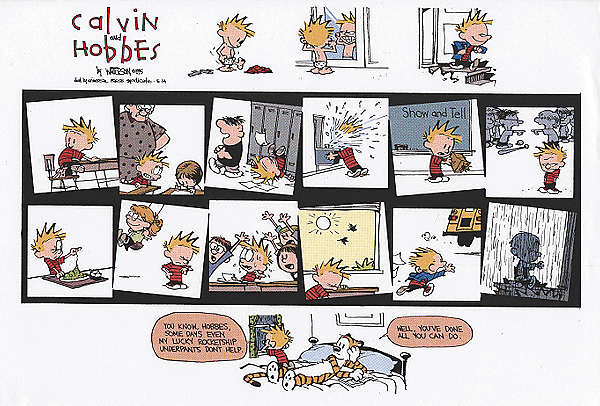 Calvin
and
HobbEs
by WATTERSON
Show and Tell
YOU KNOW, HOBBES,
SOME DAYS EVEN
MY LUCKY ROCKETSHIP
UNDERPANTS DON'T HELP.
WELL, YOU'VE DONE
ALL YOU CAN DO.